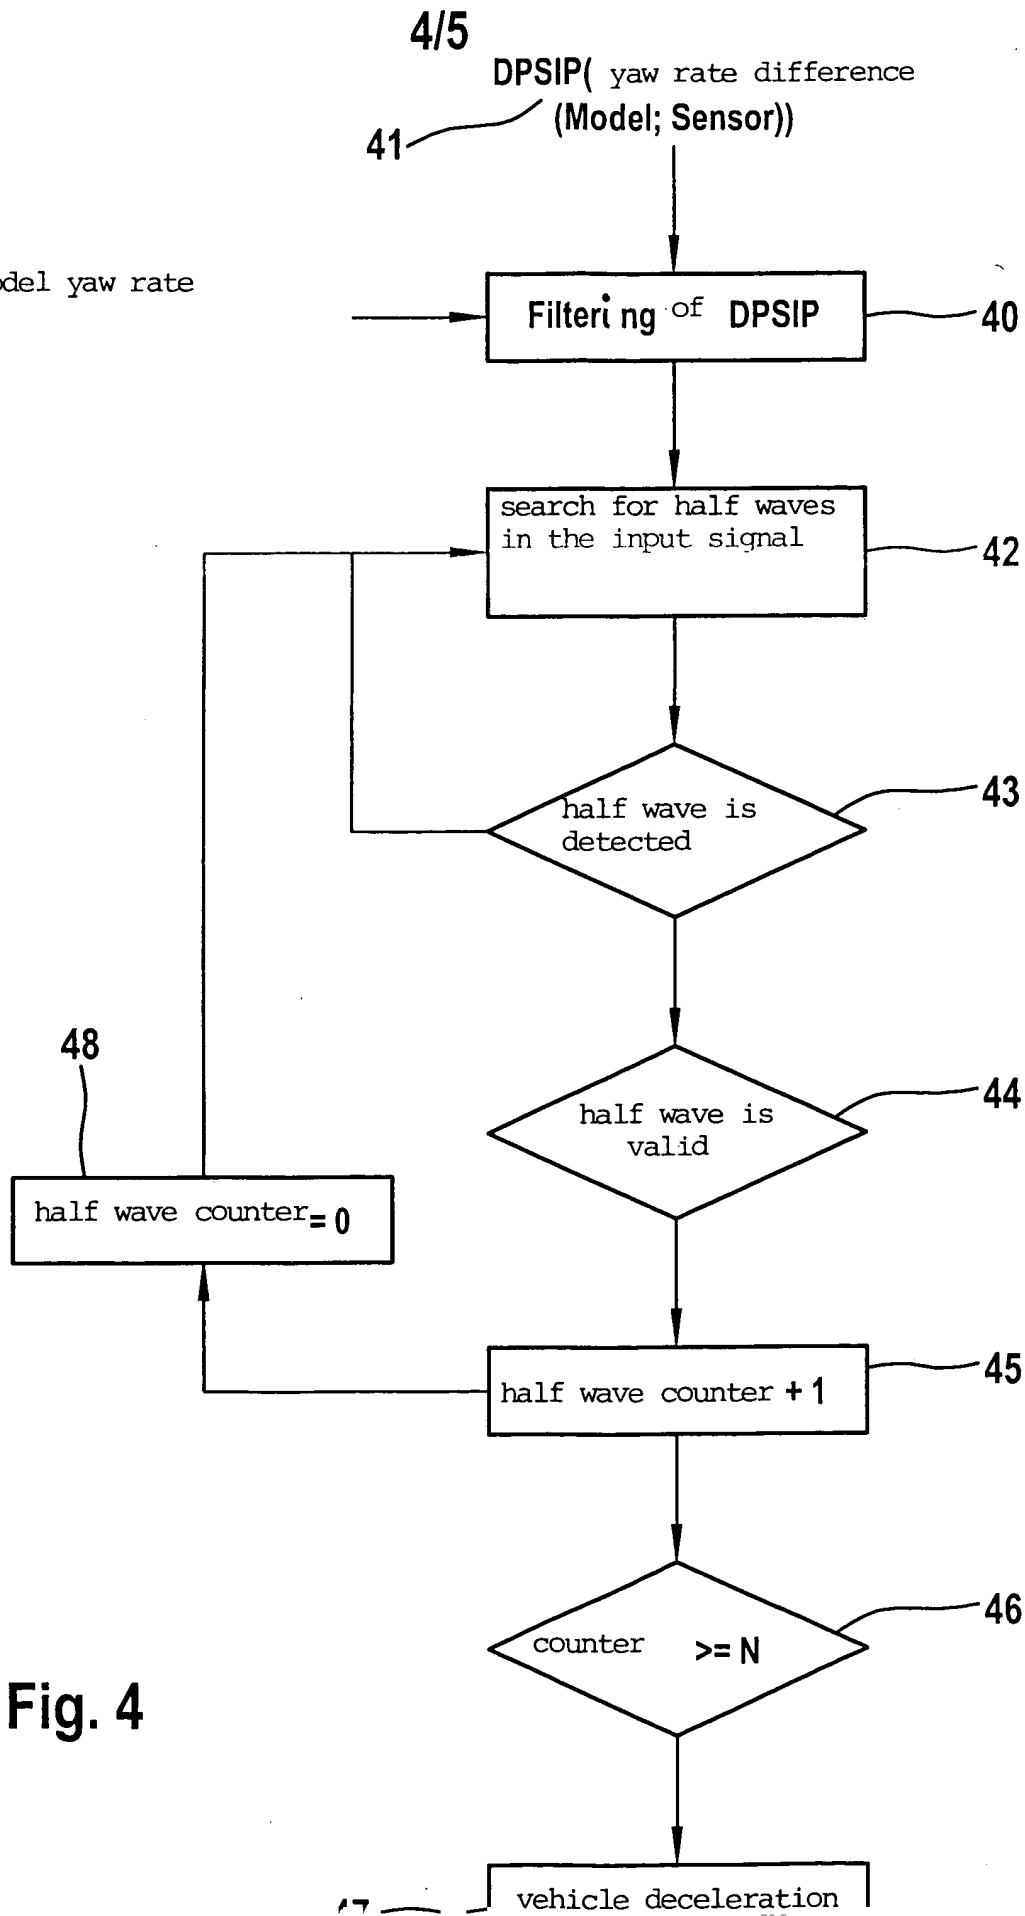 4/5
DPSIP( yaw rate difference
(Model; Sensor))
41
del yaw rate
Filtering of DPSIP
40
search for half waves
in the input signal
42
half wave is
detected
43
half wave is
valid
44
48
half wave counter = 0
half wave counter + 1
45
counter >= N
46
Fig. 4
vehicle deceleration